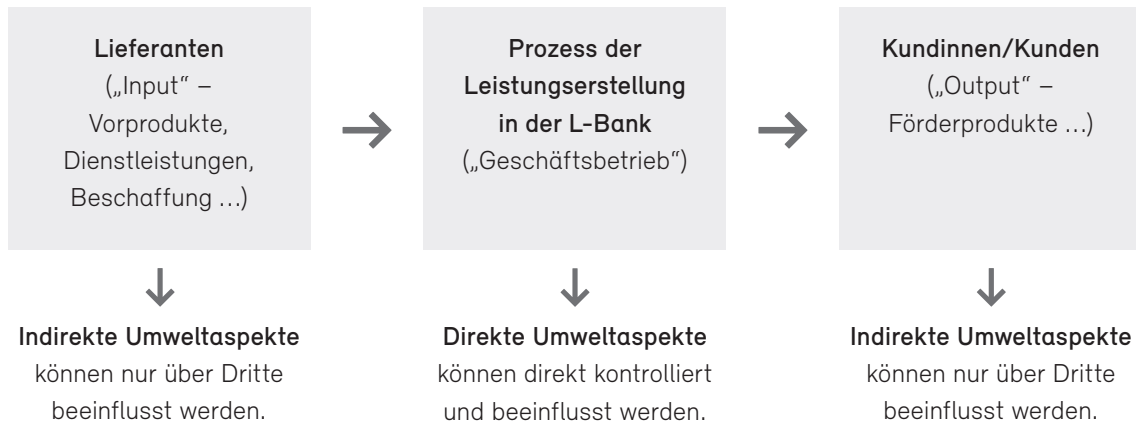 Lieferanten
(„Input“ –
Vorprodukte,
Dienstleistungen,
Beschaffung …)
Prozess der
Leistungserstellung
in der L-Bank
(„Geschäftsbetrieb“)
Kundinnen/Kunden
(„Output“ –
Förderprodukte …)
Indirekte Umweltaspekte
können nur über Dritte
beeinflusst werden.
Direkte Umweltaspekte
können direkt kontrolliert
und beeinflusst werden.
Indirekte Umweltaspekte
können nur über Dritte
beeinflusst werden.